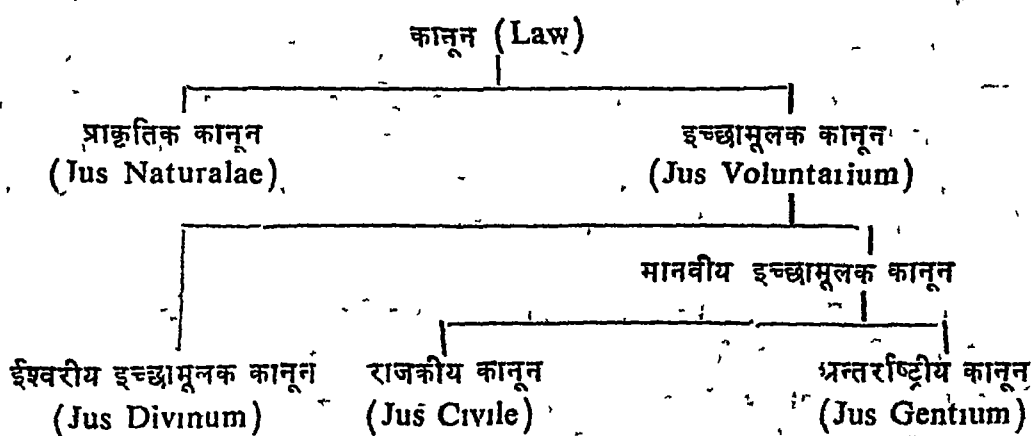 कानून (Law)
प्राकृतिक कानून इच्छामूलक कानून
(Jus Naturalae) (Jus Voluntarium)
मानवीय इच्छामूलक कानून
ईश्वरीय इच्छामूलक कानून राजकीय कानून अन्तर्राष्ट्रीय कानून
(Jus Divinum) (Jus Civile) (Jus Gentium)